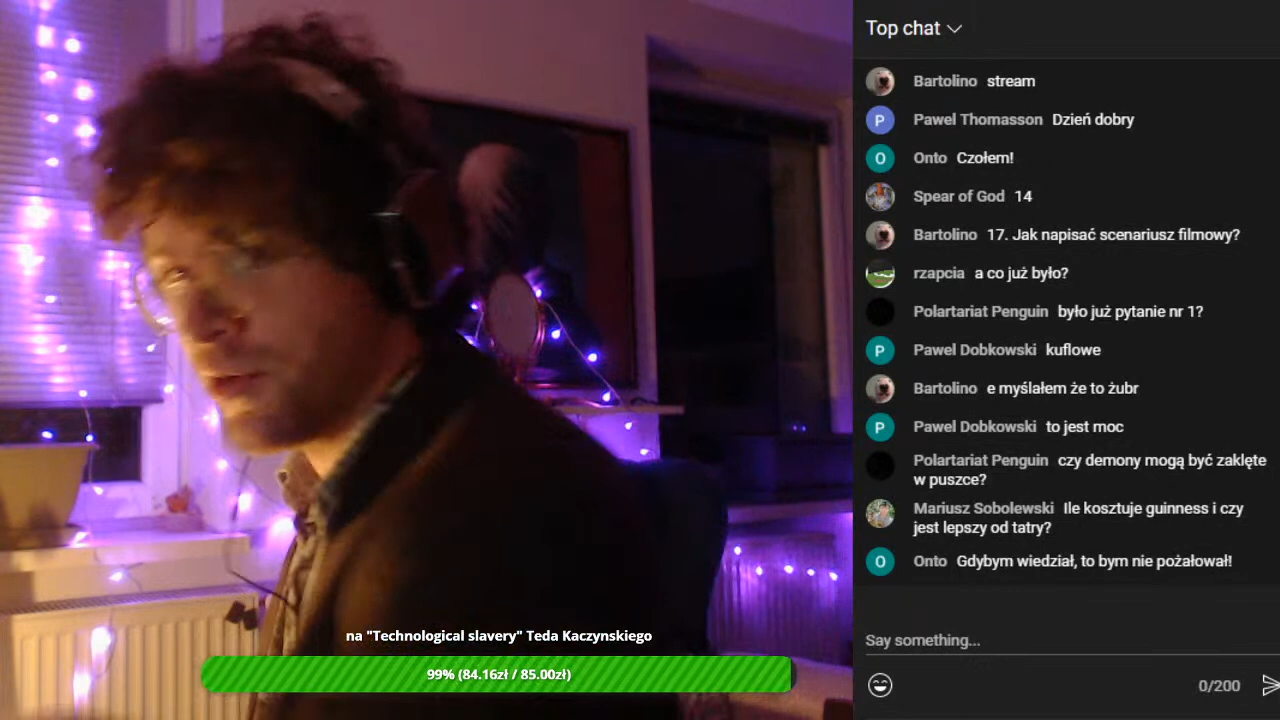 Top chat
Bartolino stream
P Pawel Thomasson Dzień dobry
O Onto Czołem!
Spear of God 14
Bartolino 17. Jak napisać scenariusz filmowy?
rzapcia a co już było?
Polartariat Penguin było już pytanie nr 1?
P Pawel Dobkowski kuflowe
Bartolino e myślałem że to żubr
P Pawel Dobkowski to jest moc
Polartariat Penguin czy demony mogą być zaklęte
w puszce?
Mariusz Sobolewski Ile kosztuje guinness i czy
jest lepszy od tatry?
O Onto Gdybym wiedział, to bym nie pożałował!
na "Technological slavery" Teda Kaczynskiego
99% (84.16zł / 85.00zł)
Say something...
0/200